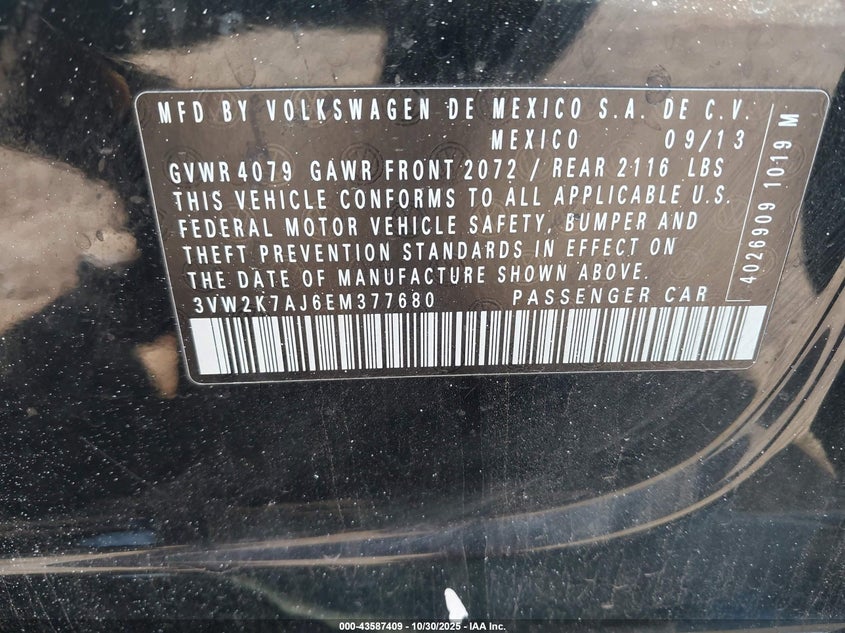 MFD BY VOLKSWAGEN DE MEXICO S.A. DE C.V.
MEXICO 09/13
GVWR 4079 GAWR FRONT 2072 / REAR 2116 LBS
THIS VEHICLE CONFORMS TO ALL APPLICABLE U.S.
FEDERAL MOTOR VEHICLE SAFETY, BUMPER AND
THEFT PREVENTION STANDARDS IN EFFECT ON
THE DATE OF MANUFACTURE SHOWN ABOVE.
3VW2K7AJ6EM377680 PASSENGER CAR
4026909 1019 M
000-43587409 - 10/30/2025 - IAA Inc.